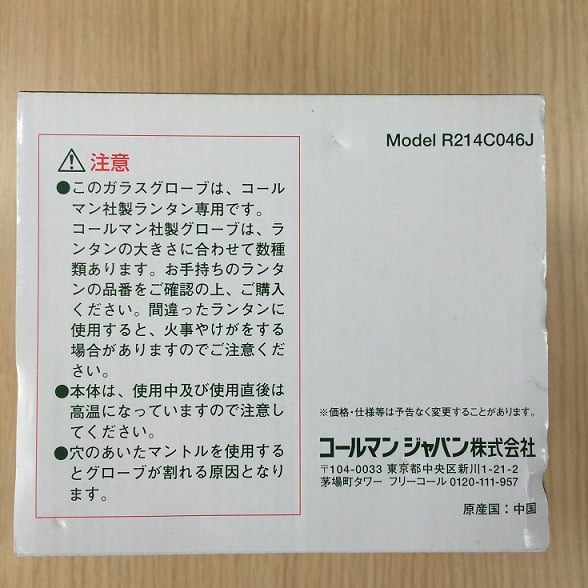 ⚠ 注意
●このガラスグローブは、コール
マン社製ランタン専用です。
コールマン社製グローブは、ラ
ンタンの大きさに合わせて数種
類あります。お手持ちのランタ
ンの品番をご確認の上、ご購入
ください。間違ったランタンに
使用すると、火事やけがをする
場合がありますのでご注意くだ
さい。
●本体は、使用中及び使用直後は
高温になっていますので注意し
てください。
●穴のあいたマントルを使用する
とグローブが割れる原因となり
ます。
Model R214C046J
※価格・仕様等は予告なく変更することがあります。
コールマン ジャパン株式会社
〒104-0033 東京都中央区新川1-21-2
茅場町タワー フリーコール 0120-111-957
原産国：中国